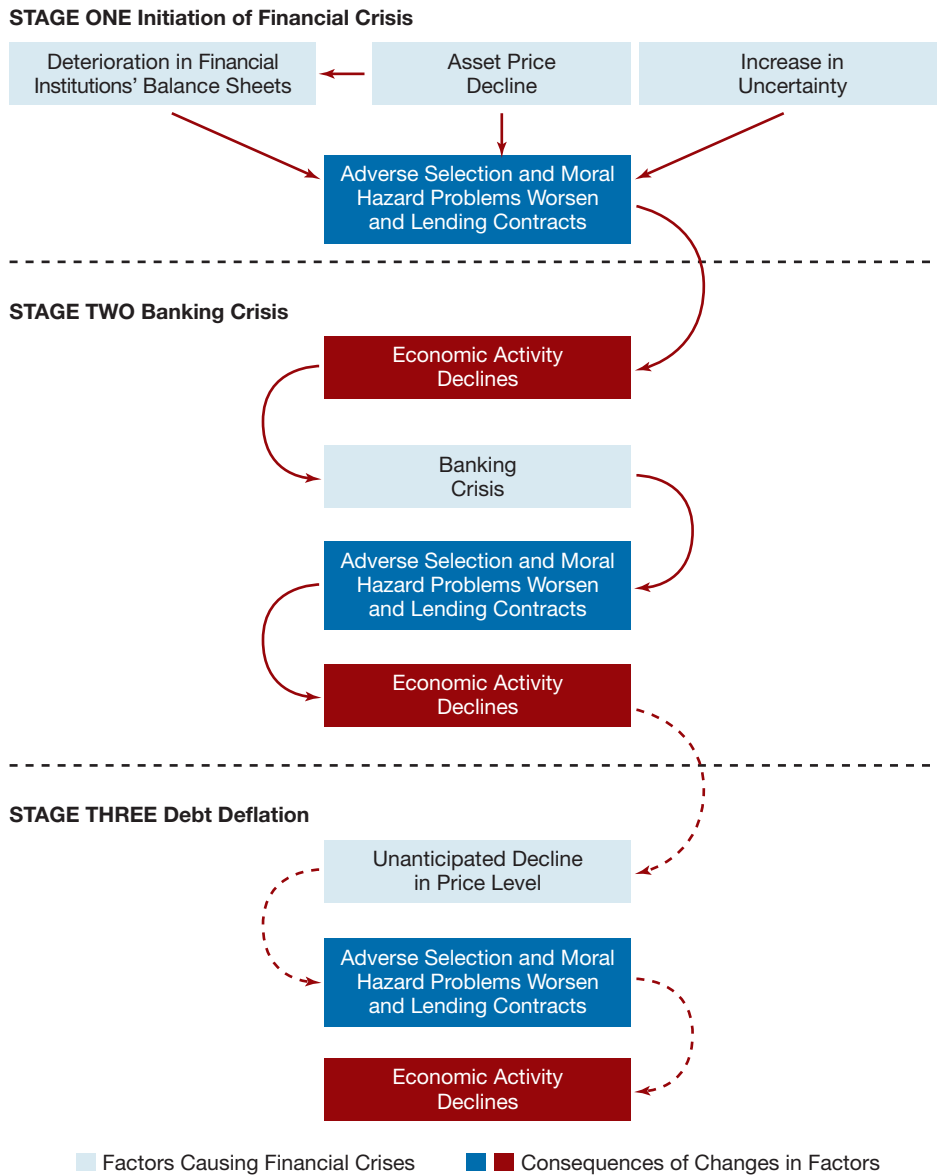 STAGE ONE Initiation of Financial Crisis
Deterioration in Financial
Institutions' Balance Sheets
Asset Price
Decline
Increase in
Uncertainty
Adverse Selection and Moral
Hazard Problems Worsen
and Lending Contracts
STAGE TWO Banking Crisis
Economic Activity
Declines
Banking
Crisis
Adverse Selection and Moral
Hazard Problems Worsen
and Lending Contracts
Economic Activity
Declines
STAGE THREE Debt Deflation
Unanticipated Decline
in Price Level
Adverse Selection and Moral
Hazard Problems Worsen
and Lending Contracts
Economic Activity
Declines
Factors Causing Financial Crises
Consequences of Changes in Factors